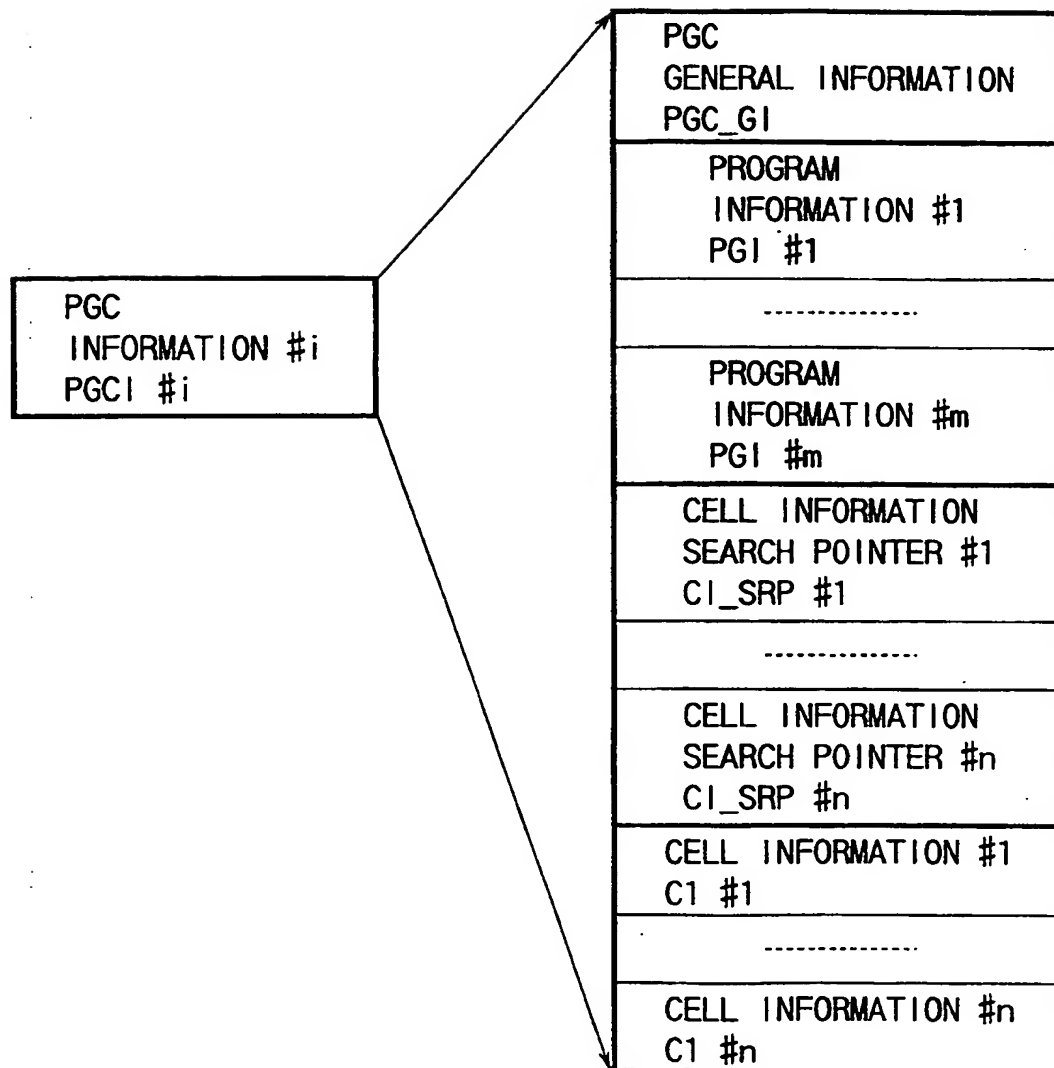 PGC
INFORMATION #i
PGCI #i
PGC
GENERAL INFORMATION
PGC_GI
PROGRAM
INFORMATION #1
PGI #1
PROGRAM
INFORMATION #m
PGI #m
CELL INFORMATION
SEARCH POINTER #1
CI_SRP #1
CELL INFORMATION
SEARCH POINTER #n
CI_SRP #n
CELL INFORMATION #1
C1 #1
CELL INFORMATION #n
C1 #n